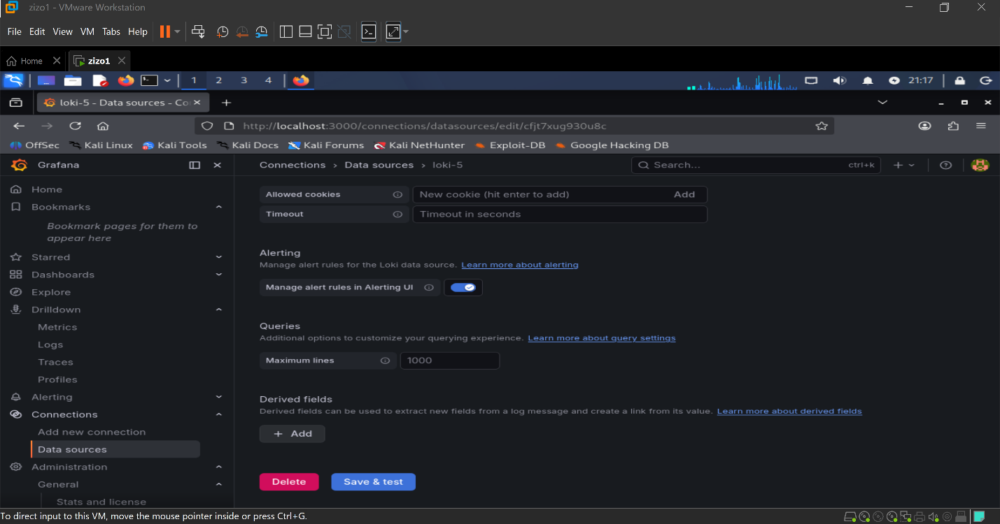 zizo1 - VMware Workstation
File Edit View VM Tabs Help
Home zizo1
1 2 3 4 21:17
loki-5 - Data sources - Co
http://localhost:3000/connections/datasources/edit/cfjt7xug930u8c
OffSec Kali Linux Kali Tools Kali Docs Kali Forums Kali NetHunter Exploit-DB Google Hacking DB
Grafana
Connections › Data sources › loki-5
Search... ctrl+k
Home
Bookmarks
Bookmark pages for them to
appear here
Starred
Dashboards
Explore
Drilldown
Metrics
Logs
Traces
Profiles
Alerting
Connections
Add new connection
Data sources
Administration
General
Stats and license
Allowed cookies New cookie (hit enter to add) Add
Timeout Timeout in seconds
Alerting
Manage alert rules for the Loki data source. Learn more about alerting
Manage alert rules in Alerting UI
Queries
Additional options to customize your querying experience. Learn more about query settings
Maximum lines 1000
Derived fields
Derived fields can be used to extract new fields from a log message and create a link from its value. Learn more about derived fields
+ Add
Delete Save & test
To direct input to this VM, move the mouse pointer inside or press Ctrl+G.